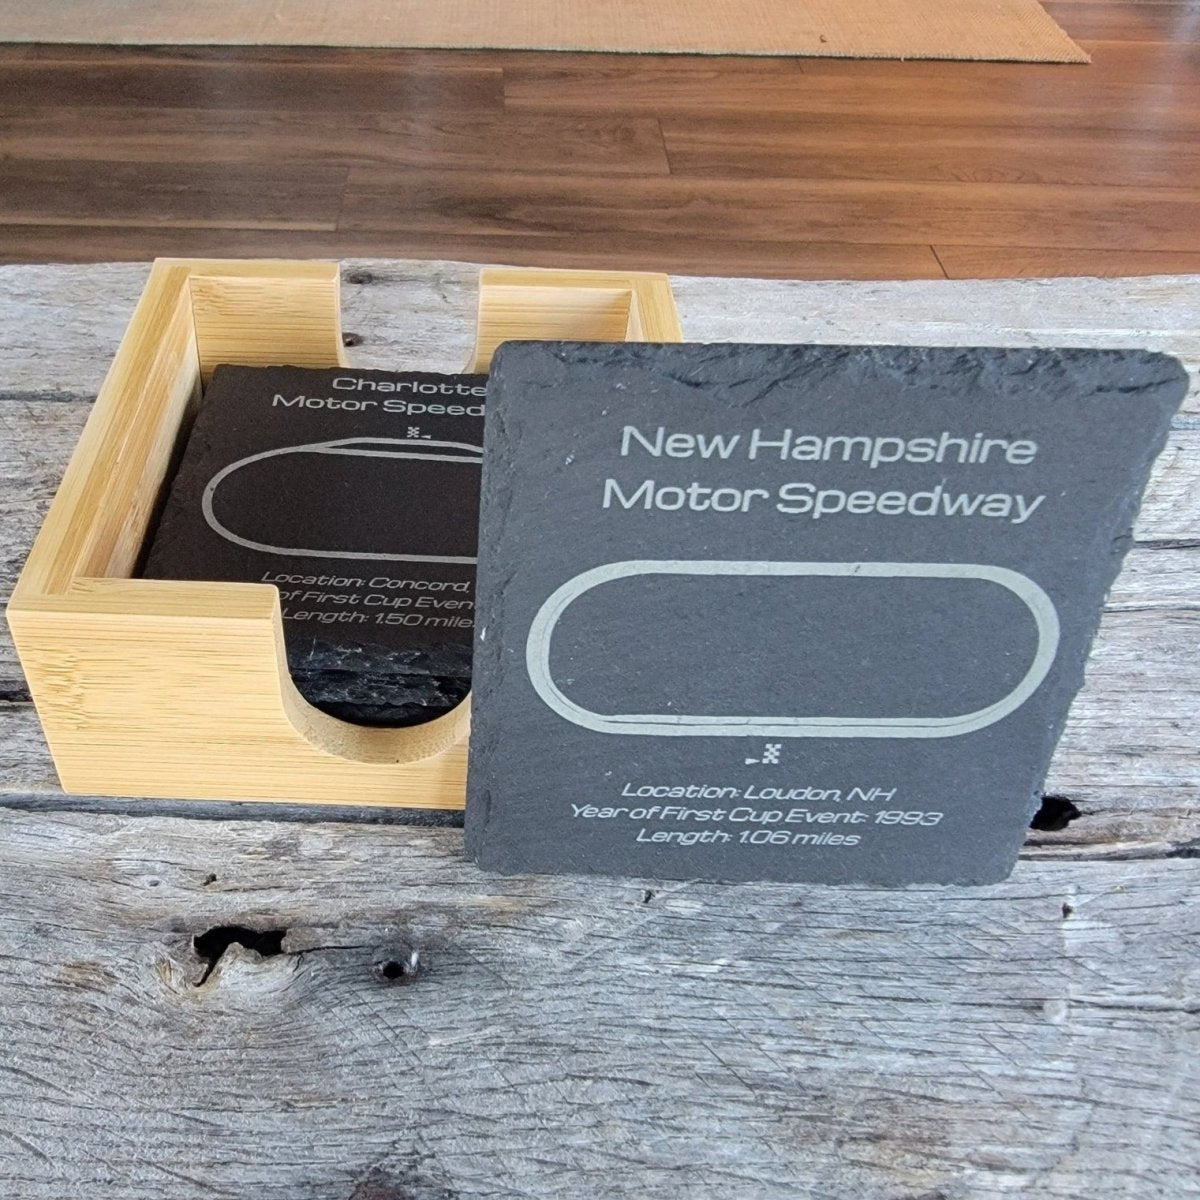 Charlotte
Motor Speed
Location: Concord,
of First Cup Even
Length: 1.50 miles
New Hampshire
Motor Speedway
Location: Loudon, NH
Year of First Cup Event: 1993
Length: 1.06 miles